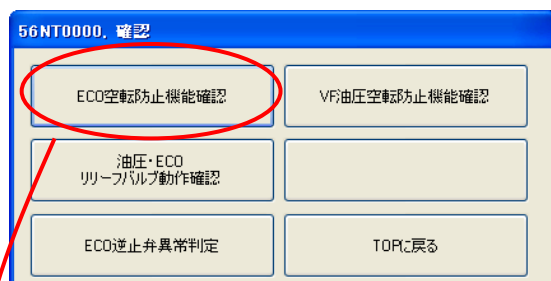 56NT0000. 確認
ECO空転防止機能確認
VF油圧空転防止機能確認
油圧・ECO
リリーフバルブ動作確認
ECO逆止弁異常判定
TOPに戻る